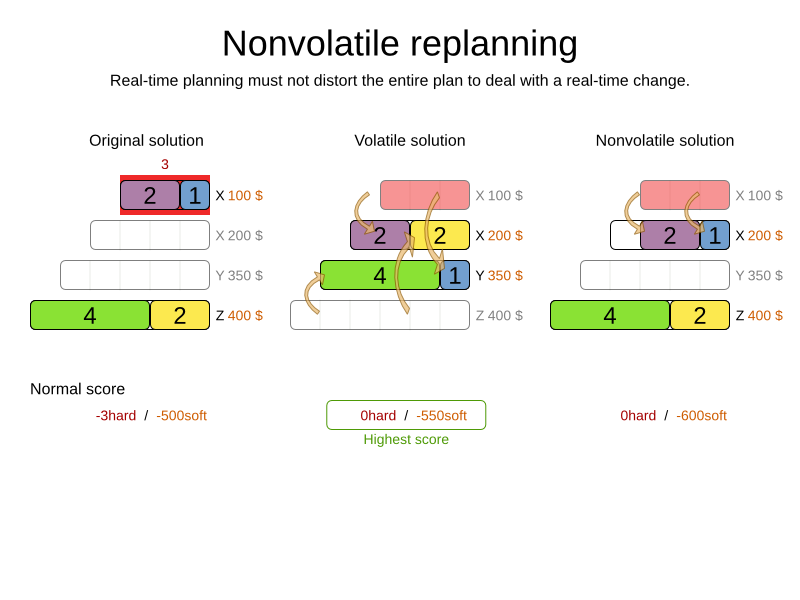 Nonvolatile replanning
Real-time planning must not distort the entire plan to deal with a real-time change.
Original solution
3
2 1 X 100 $
X 200 $
Y 350 $
4 2 Z 400 $
Volatile solution
X 100 $
2 2 X 200 $
4 1 Y 350 $
Z 400 $
Nonvolatile solution
X 100 $
2 1 X 200 $
Y 350 $
4 2 Z 400 $
Normal score
-3hard / -500soft
0hard / -550soft
Highest score
0hard / -600soft